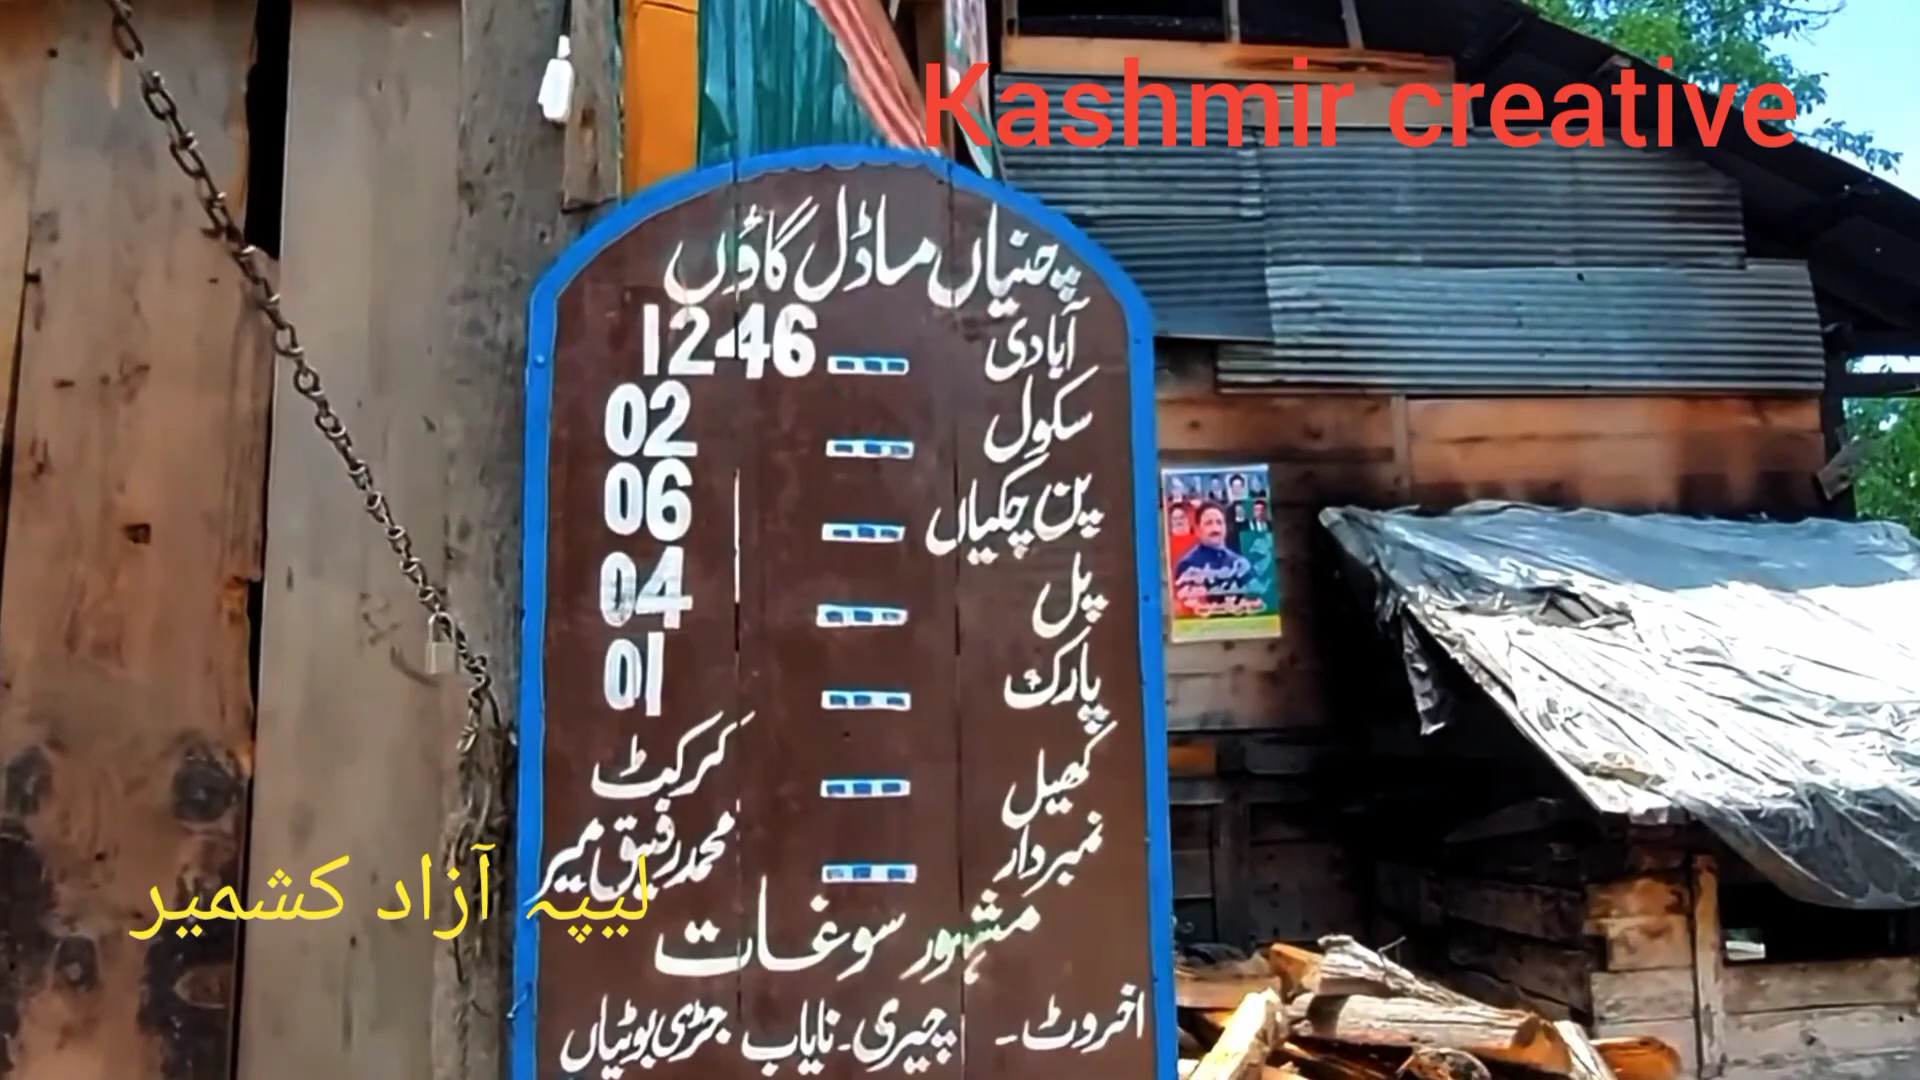 Kashmir creative
چنیاں ماڈل گاؤں
آبادی 1246
سکول 02
پن چکیاں 06
پل 04
پارک 01
کھیل کرکٹ
نمبردار محمد رفیق میر
مشہور سوغات
اخروٹ - چیری - نایاب جڑی بوٹیاں
لیپہ آزاد کشمیر